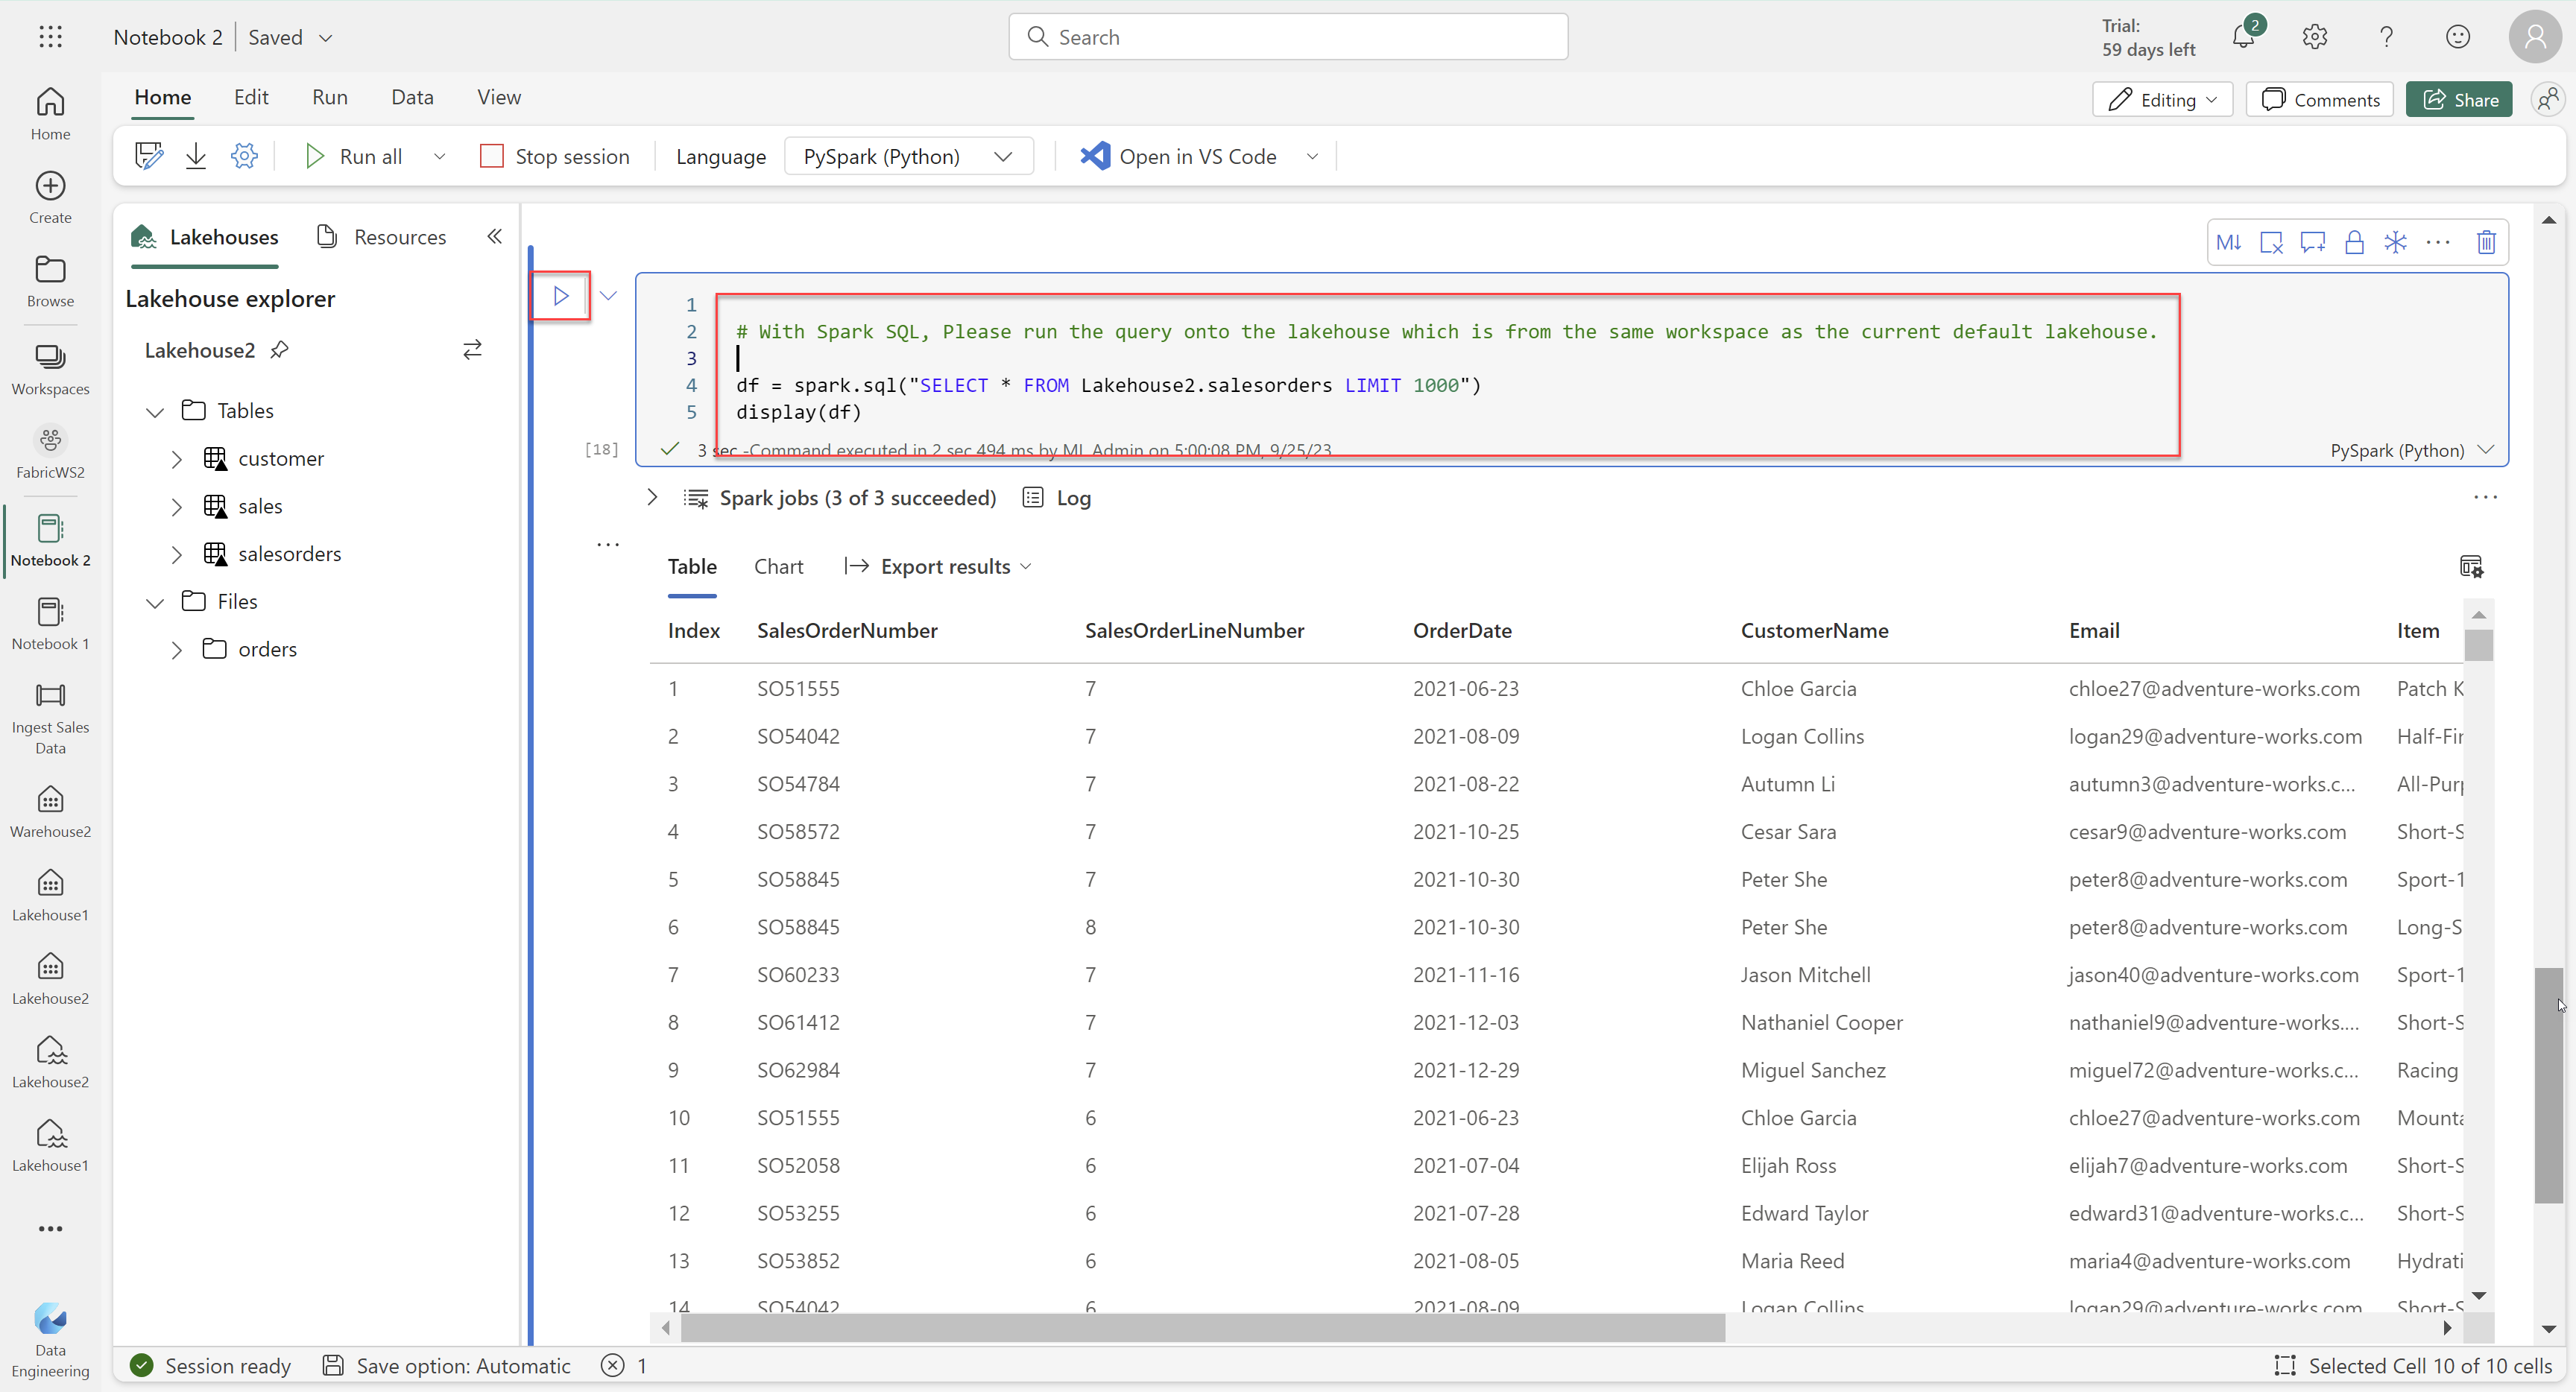 Notebook 2 | Saved
Search
Trial:
59 days left
2
Home Edit Run Data View
Editing Comments Share
Run all Stop session Language PySpark (Python) Open in VS Code
Home
Create
Browse
Workspaces
FabricWS2
Notebook 2
Notebook 1
Ingest Sales
Data
Warehouse2
Lakehouse1
Lakehouse2
Lakehouse2
Lakehouse1
Data
Engineering
Lakehouses Resources
Lakehouse explorer
Lakehouse2
Tables
customer
sales
salesorders
Files
orders
M↓
1
2 # With Spark SQL, Please run the query onto the lakehouse which is from the same workspace as the current default lakehouse.
3
4 df = spark.sql("SELECT * FROM Lakehouse2.salesorders LIMIT 1000")
5 display(df)
[18] 3 sec -Command executed in 2 sec 494 ms by ML Admin on 5:00:08 PM, 9/25/23 PySpark (Python)
Spark jobs (3 of 3 succeeded) Log
Table Chart Export results
Index SalesOrderNumber SalesOrderLineNumber OrderDate CustomerName Email Item
1 SO51555 7 2021-06-23 Chloe Garcia chloe27@adventure-works.com Patch K
2 SO54042 7 2021-08-09 Logan Collins logan29@adventure-works.com Half-Fin
3 SO54784 7 2021-08-22 Autumn Li autumn3@adventure-works.c... All-Purp
4 SO58572 7 2021-10-25 Cesar Sara cesar9@adventure-works.com Short-S
5 SO58845 7 2021-10-30 Peter She peter8@adventure-works.com Sport-1
6 SO58845 8 2021-10-30 Peter She peter8@adventure-works.com Long-S
7 SO60233 7 2021-11-16 Jason Mitchell jason40@adventure-works.com Sport-1
8 SO61412 7 2021-12-03 Nathaniel Cooper nathaniel9@adventure-works.... Short-S
9 SO62984 7 2021-12-29 Miguel Sanchez miguel72@adventure-works.c... Racing
10 SO51555 6 2021-06-23 Chloe Garcia chloe27@adventure-works.com Mounta
11 SO52058 6 2021-07-04 Elijah Ross elijah7@adventure-works.com Short-S
12 SO53255 6 2021-07-28 Edward Taylor edward31@adventure-works.c... Short-S
13 SO53852 6 2021-08-05 Maria Reed maria4@adventure-works.com Hydrati
14 SO54042 6 2021-08-09 Logan Collins logan29@adventure-works.com Short-S
Session ready Save option: Automatic 1 Selected Cell 10 of 10 cells